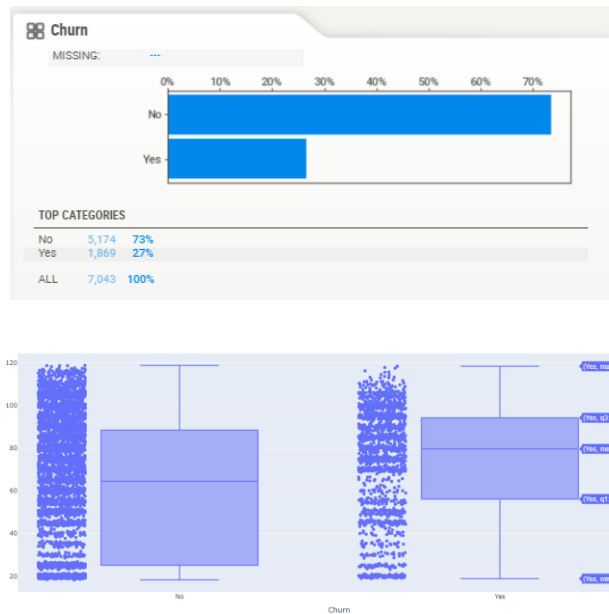 Churn
MISSING: ---
0% 10% 20% 30% 40% 50% 60% 70%
No
Yes
TOP CATEGORIES
No 5,174 73%
Yes 1,869 27%
ALL 7,043 100%
120
(Yes,
100
(Yes, q3
80
(Yes,
60
(Yes, q1
40
20
(Yes,
No Yes
Churn